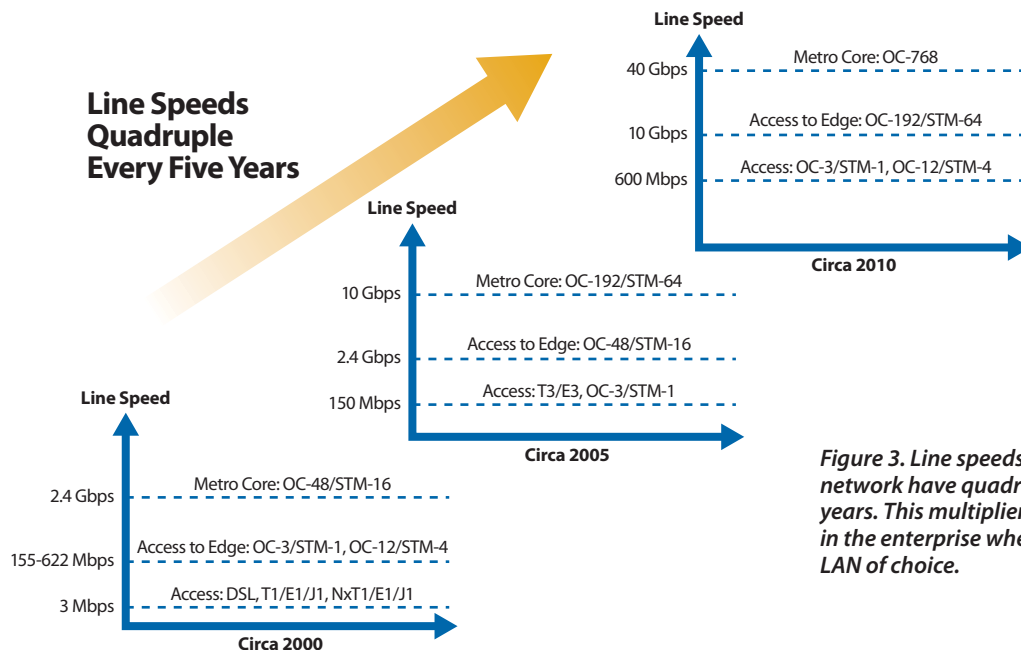 Line Speeds
Quadruple
Every Five Years
Line Speed
40 Gbps
Metro Core: OC-768
10 Gbps
Access to Edge: OC-192/STM-64
600 Mbps
Access: OC-3/STM-1, OC-12/STM-4
Circa 2010
Line Speed
10 Gbps
Metro Core: OC-192/STM-64
2.4 Gbps
Access to Edge: OC-48/STM-16
150 Mbps
Access: T3/E3, OC-3/STM-1
Circa 2005
Line Speed
2.4 Gbps
Metro Core: OC-48/STM-16
155-622 Mbps
Access to Edge: OC-3/STM-1, OC-12/STM-4
3 Mbps
Access: DSL, T1/E1/J1, NxT1/E1/J1
Circa 2000
Figure 3. Line speeds
network have quadr
years. This multiplier
in the enterprise whe
LAN of choice.